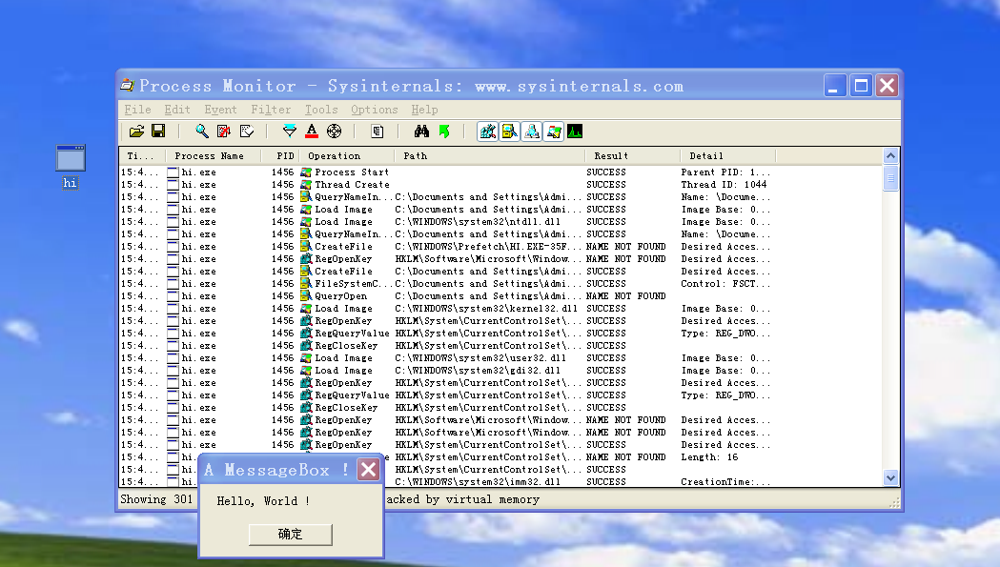 Process Monitor - Sysinternals: www.sysinternals.com
File Edit Event Filter Tools Options Help
Ti... Process Name PID Operation Path Result Detail
15:4... hi.exe 1456 Process Start SUCCESS Parent PID: 1...
15:4... hi.exe 1456 Thread Create SUCCESS Thread ID: 1044
15:4... hi.exe 1456 QueryNameIn... C:\Documents and Settings\Admi... SUCCESS Name: \Docume...
15:4... hi.exe 1456 Load Image C:\Documents and Settings\Admi... SUCCESS Image Base: 0...
15:4... hi.exe 1456 Load Image C:\WINDOWS\system32\ntdll.dll SUCCESS Image Base: 0...
15:4... hi.exe 1456 QueryNameIn... C:\Documents and Settings\Admi... SUCCESS Name: \Docume...
15:4... hi.exe 1456 CreateFile C:\WINDOWS\Prefetch\HI.EXE-35F... NAME NOT FOUND Desired Acces...
15:4... hi.exe 1456 RegOpenKey HKLM\Software\Microsoft\Window... NAME NOT FOUND Desired Acces...
15:4... hi.exe 1456 CreateFile C:\Documents and Settings\Admi... SUCCESS Desired Acces...
15:4... hi.exe 1456 FileSystemC... C:\Documents and Settings\Admi... SUCCESS Control: FSCT...
15:4... hi.exe 1456 QueryOpen C:\Documents and Settings\Admi... NAME NOT FOUND
15:4... hi.exe 1456 Load Image C:\WINDOWS\system32\kernel32.dll SUCCESS Image Base: 0...
15:4... hi.exe 1456 RegOpenKey HKLM\System\CurrentControlSet\... SUCCESS Desired Acces...
15:4... hi.exe 1456 RegQueryValue HKLM\System\CurrentControlSet\... SUCCESS Type: REG_DWO...
15:4... hi.exe 1456 RegCloseKey HKLM\System\CurrentControlSet\... SUCCESS
15:4... hi.exe 1456 Load Image C:\WINDOWS\system32\user32.dll SUCCESS Image Base: 0...
15:4... hi.exe 1456 Load Image C:\WINDOWS\system32\gdi32.dll SUCCESS Image Base: 0...
15:4... hi.exe 1456 RegOpenKey HKLM\System\CurrentControlSet\... SUCCESS Desired Acces...
15:4... hi.exe 1456 RegQueryValue HKLM\System\CurrentControlSet\... SUCCESS Type: REG_DWO...
15:4... hi.exe 1456 RegCloseKey HKLM\System\CurrentControlSet\... SUCCESS
15:4... hi.exe 1456 RegOpenKey HKLM\Software\Microsoft\Window... NAME NOT FOUND Desired Acces...
15:4... hi.exe 1456 RegOpenKey HKLM\Software\Microsoft\Window... NAME NOT FOUND Desired Acces...
15:4... hi.exe 1456 RegOpenKey HKLM\System\CurrentControlSet\... SUCCESS Desired Acces...
15:4... hi. e HKLM\System\CurrentControlSet\... NAME NOT FOUND Length: 16
15:4... hi. HKLM\System\CurrentControlSet\... SUCCESS
15:4... hi. C:\WINDOWS\system32\imm32.dll SUCCESS CreationTime:...
Showing 301 acked by virtual memory
hi
A MessageBox !
Hello, World !
确定